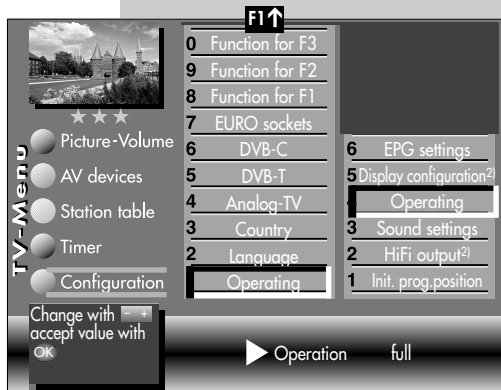 F1↑
0 Function for F3
9 Function for F2
8 Function for F1
7 EURO sockets
6 DVB-C
5 DVB-T
4 Analog-TV
3 Country
2 Language
Operating
6 EPG settings
5 Display configuration2)
Operating
3 Sound settings
2 HiFi output2)
1 Init. prog.position
TV-Menu
Picture-Volume
AV devices
Station table
Timer
Configuration
Change with - +
accept value with
OK
Operation full